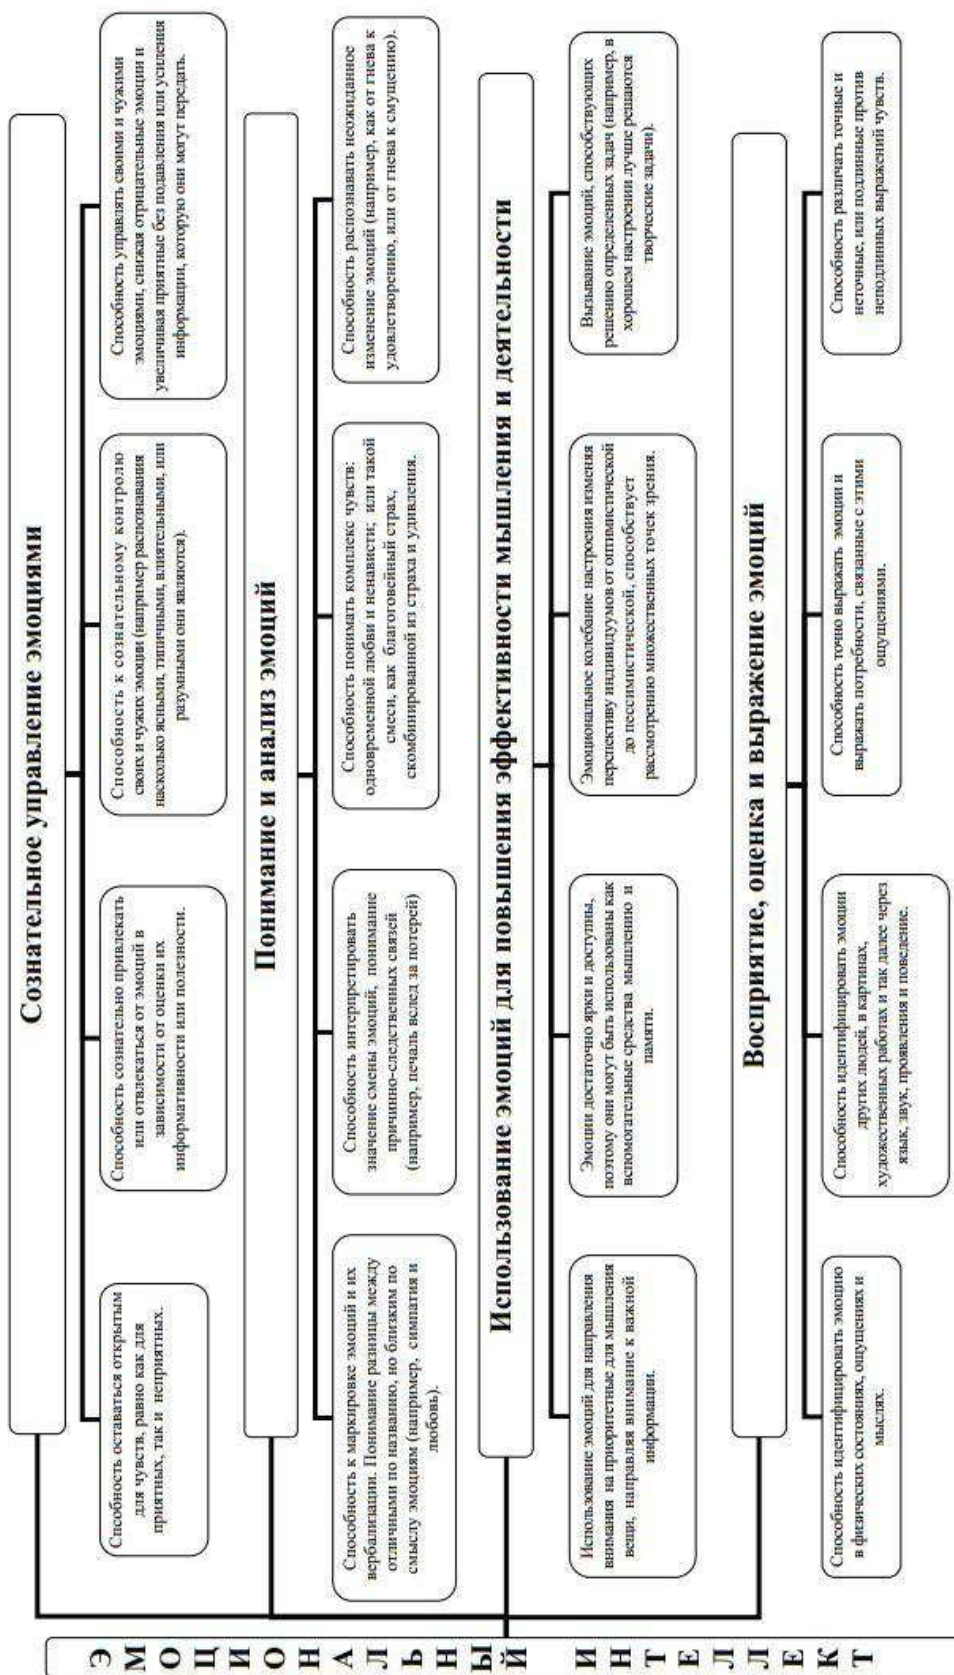 ЭМОЦИОНАЛЬНЫЙ ИНТЕЛЛЕКТ
Сознательное управление эмоциями
Способность оставаться открытым
для чувств, равно как для
приятных, так и неприятных.
Способность сознательно привлекать
или отвлекаться от эмоций в
зависимости от оценки их
информативности или полезности.
Способность к сознательному контролю
своих и чужих эмоции (например распознавания
насколько ясными, типичными, влиятельными, или
разумными они являются).
Способность управлять своими и чужими
эмоциями, снижая отрицательные эмоции и
увеличивая приятные без подавления или усиления
информации, которую они могут передать.
Понимание и анализ эмоций
Способность к маркировке эмоций и их
вербализации. Понимание разницы между
отличными по названию, но близким по
смыслу эмоциям (например, симпатия и
любовь).
Способность интерпретировать
значение смены эмоций, понимание
причинно-следственных связей
(например, печаль вслед за потерей)
Способность понимать комплекс чувств:
одновременной любви и ненависти; или такой
смеси, как благоговейный страх,
скомбинированной из страха и удивления.
Способность распознавать неожиданное
изменение эмоций (например, как от гнева к
удовлетворению, или от гнева к смущению).
Использование эмоций для повышения эффективности мышления и деятельности
Использование эмоций для направления
внимания на приоритетные для мышления
вещи, направляя внимание к важной
информации.
Эмоции достаточно ярки и доступны,
поэтому они могут быть использованы как
вспомогательные средства мышлению и
памяти.
Эмоциональное колебание настроения изменяя
перспективу индивидуумов от оптимистической
до пессимистической, способствует
рассмотрению множественных точек зрения.
Вызывание эмоций, способствующих
решению определенных задач (например, в
хорошем настроении лучше решаются
творческие задачи).
Восприятие, оценка и выражение эмоций
Способность идентифицировать эмоцию
в физических состояниях, ощущениях и
мыслях.
Способность идентифицировать эмоции
других людей, в картинах,
художественных работах и так далее через
язык, звук, проявления и поведение.
Способность точно выражать эмоции и
выражать потребности, связанные с этими
ощущениями.
Способность различать точные и
неточные, или подлинные против
неподлинных выражений чувств.